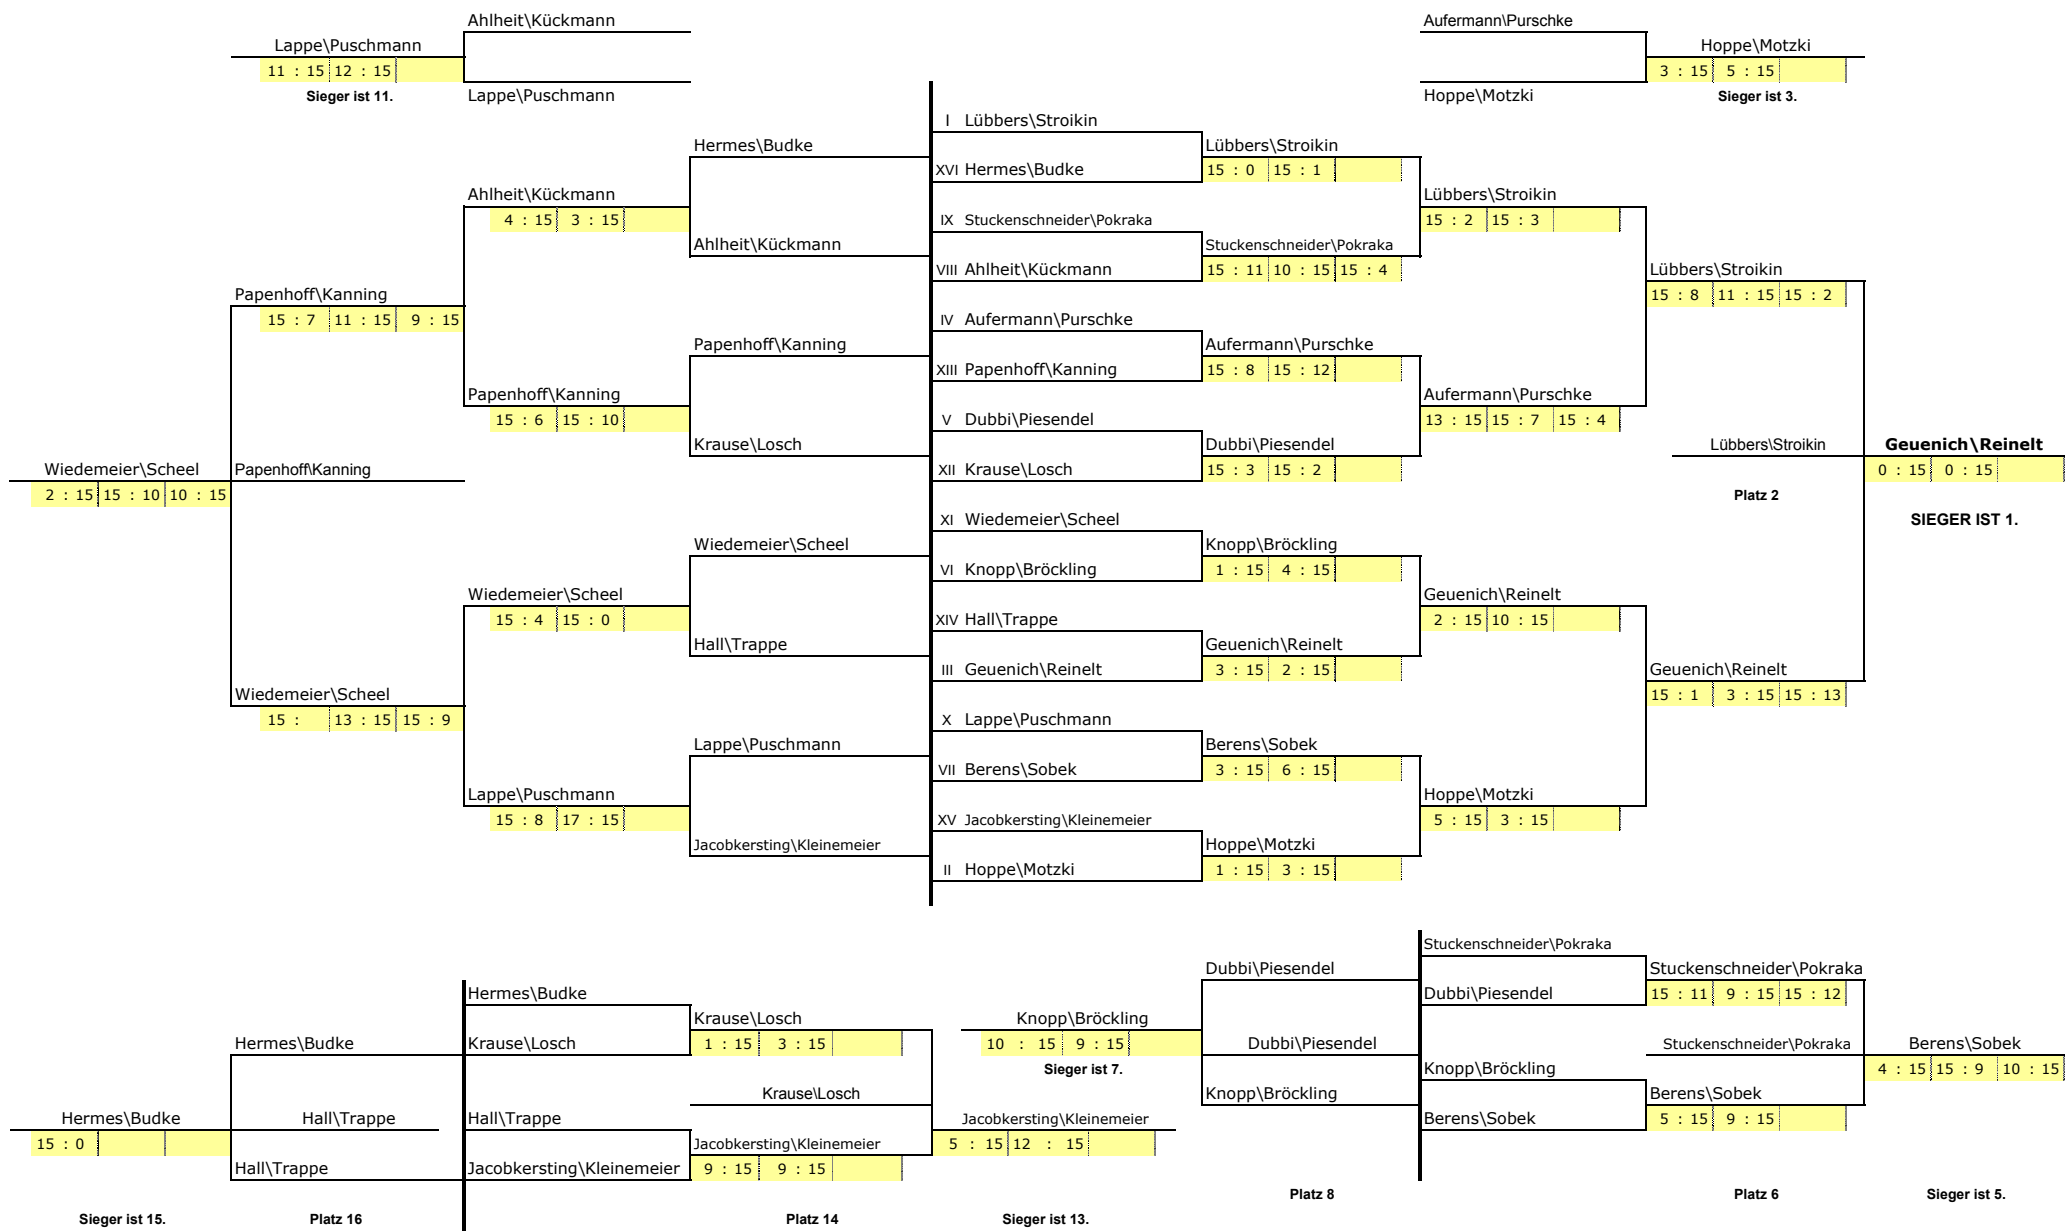 Ahlheit\Kückmann Aufermann\Purschke
Lappe\Puschmann Hoppe\Motzki
11 : 15 12 : 15 3 : 15 5 : 15
Sieger ist 11. Lappe\Puschmann Hoppe\Motzki Sieger ist 3.
I Lübbers\Stroikin
Hermes\Budke Lübbers\Stroikin
XVI Hermes\Budke 15 : 0 15 : 1
Ahlheit\Kückmann Lübbers\Stroikin
4 : 15 3 : 15 IX Stuckenschneider\Pokraka 15 : 2 15 : 3
Ahlheit\Kückmann Stuckenschneider\Pokraka
VIII Ahlheit\Kückmann 15 : 11 10 : 15 15 : 4 Lübbers\Stroikin
Papenhoff\Kanning 15 : 8 11 : 15 15 : 2
15 : 7 11 : 15 9 : 15 IV Aufermann\Purschke
Papenhoff\Kanning Aufermann\Purschke
XIII Papenhoff\Kanning 15 : 8 15 : 12
Papenhoff\Kanning Aufermann\Purschke
15 : 6 15 : 10 V Dubbi\Piesendel 13 : 15 15 : 7 15 : 4
Krause\Losch Dubbi\Piesendel Lübbers\Stroikin Geuenich\Reinelt
Wiedemeier\Scheel Papenhoff\Kanning XII Krause\Losch 15 : 3 15 : 2 0 : 15 0 : 15
2 : 15 15 : 10 10 : 15 Platz 2
XI Wiedemeier\Scheel SIEGER IST 1.
Wiedemeier\Scheel Knopp\Bröckling
VI Knopp\Bröckling 1 : 15 4 : 15
Wiedemeier\Scheel Geuenich\Reinelt
15 : 4 15 : 0 XIV Hall\Trappe 2 : 15 10 : 15
Hall\Trappe Geuenich\Reinelt
III Geuenich\Reinelt 3 : 15 2 : 15 Geuenich\Reinelt
Wiedemeier\Scheel 15 : 1 3 : 15 15 : 13
15 : 13 : 15 15 : 9 X Lappe\Puschmann
Lappe\Puschmann Berens\Sobek
VII Berens\Sobek 3 : 15 6 : 15
Lappe\Puschmann Hoppe\Motzki
15 : 8 17 : 15 XV Jacobkersting\Kleinemeier 5 : 15 3 : 15
Jacobkersting\Kleinemeier Hoppe\Motzki
II Hoppe\Motzki 1 : 15 3 : 15
Stuckenschneider\Pokraka
Dubbi\Piesendel Stuckenschneider\Pokraka
Hermes\Budke Dubbi\Piesendel 15 : 11 9 : 15 15 : 12
Krause\Losch Knopp\Bröckling
Hermes\Budke Krause\Losch 1 : 15 3 : 15 10 : 15 9 : 15 Dubbi\Piesendel Stuckenschneider\Pokraka Berens\Sobek
Sieger ist 7. Knopp\Bröckling 4 : 15 15 : 9 10 : 15
Krause\Losch Knopp\Bröckling Berens\Sobek
Hermes\Budke Hall\Trappe Hall\Trappe Jacobkersting\Kleinemeier Berens\Sobek 5 : 15 9 : 15
15 : 0 Jacobkersting\Kleinemeier 5 : 15 12 : 15
Hall\Trappe Jacobkersting\Kleinemeier 9 : 15 9 : 15
Platz 8 Platz 6 Sieger ist 5.
Sieger ist 15. Platz 16 Platz 14 Sieger ist 13.